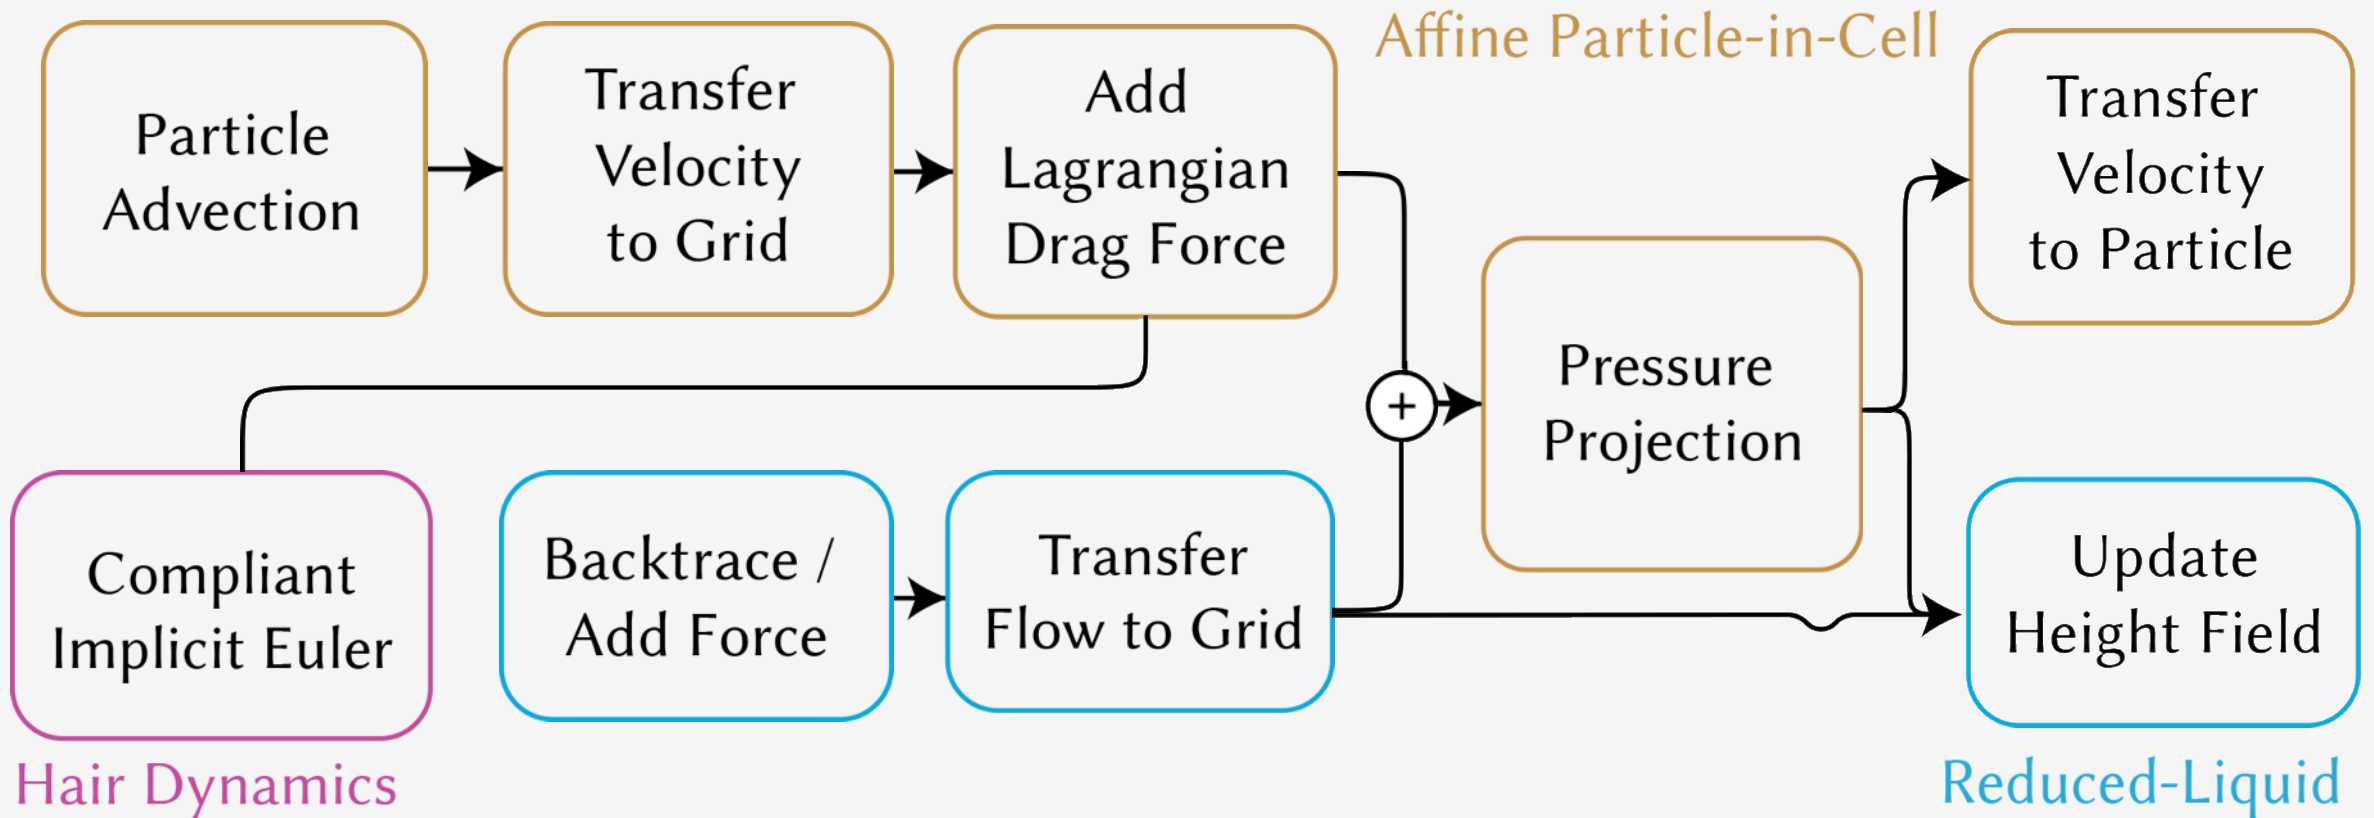 Particle
Advection
Transfer
Velocity
to Grid
Add
Lagrangian
Drag Force
Affine Particle-in-Cell
Transfer
Velocity
to Particle
+
Pressure
Projection
Compliant
Implicit Euler
Backtrace /
Add Force
Transfer
Flow to Grid
Update
Height Field
Hair Dynamics
Reduced-Liquid